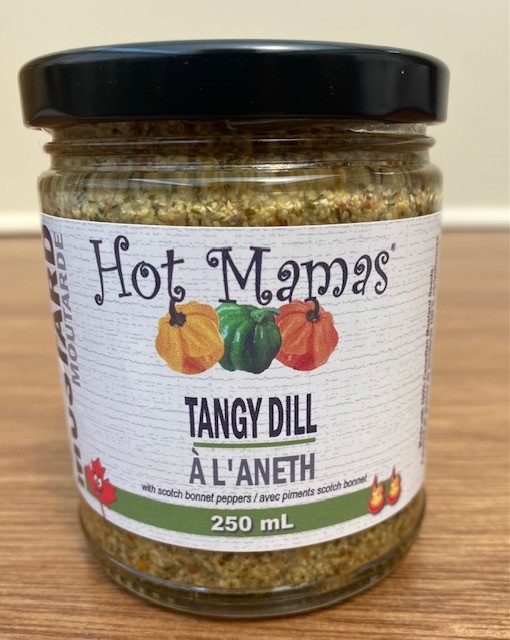 Hot Mamas®
MUSTARD
MOUTARDE
TANGY DILL
À L'ANETH
with scotch bonnet peppers / avec piments scotch bonnet
250 mL